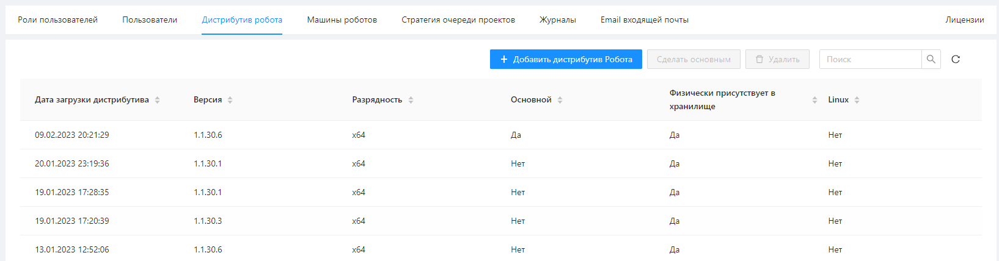 Роли пользователей Пользователи Дистрибутив робота Машины роботов Стратегия очереди проектов Журналы Email входящей почты Лицензии
+ Добавить дистрибутив Робота Сделать основным Удалить Поиск
Дата загрузки дистрибутива Версия Разрядность Основной Физически присутствует в хранилище Linux
09.02.2023 20:21:29 1.1.30.6 x64 Да Да Нет
20.01.2023 23:19:36 1.1.30.1 x64 Нет Да Нет
19.01.2023 17:28:35 1.1.30.1 x64 Нет Да Нет
19.01.2023 17:20:39 1.1.30.3 x64 Нет Да Нет
13.01.2023 12:52:06 1.1.30.6 x64 Нет Да Нет